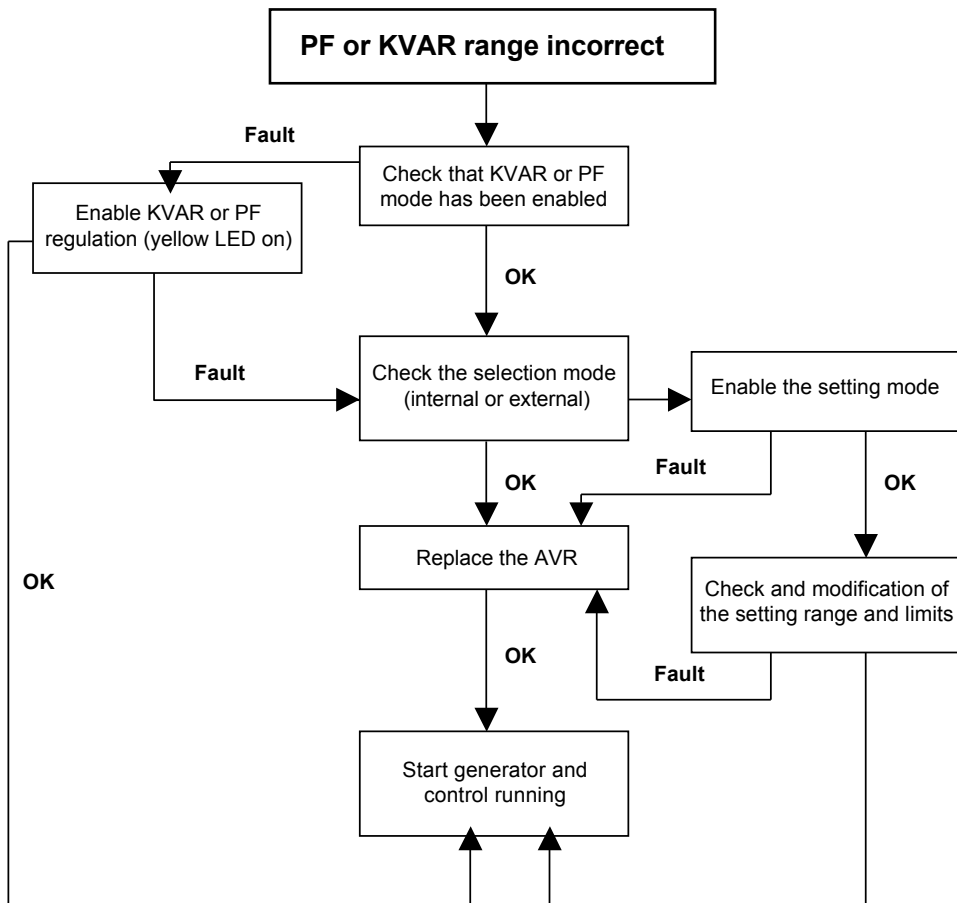 PF or KVAR range incorrect
Fault
Check that KVAR or PF
mode has been enabled
Enable KVAR or PF
regulation (yellow LED on)
OK
Fault
Check the selection mode
(internal or external)
Enable the setting mode
OK
Fault
OK
Replace the AVR
OK
Check and modification of
the setting range and limits
OK
Fault
Start generator and
control running